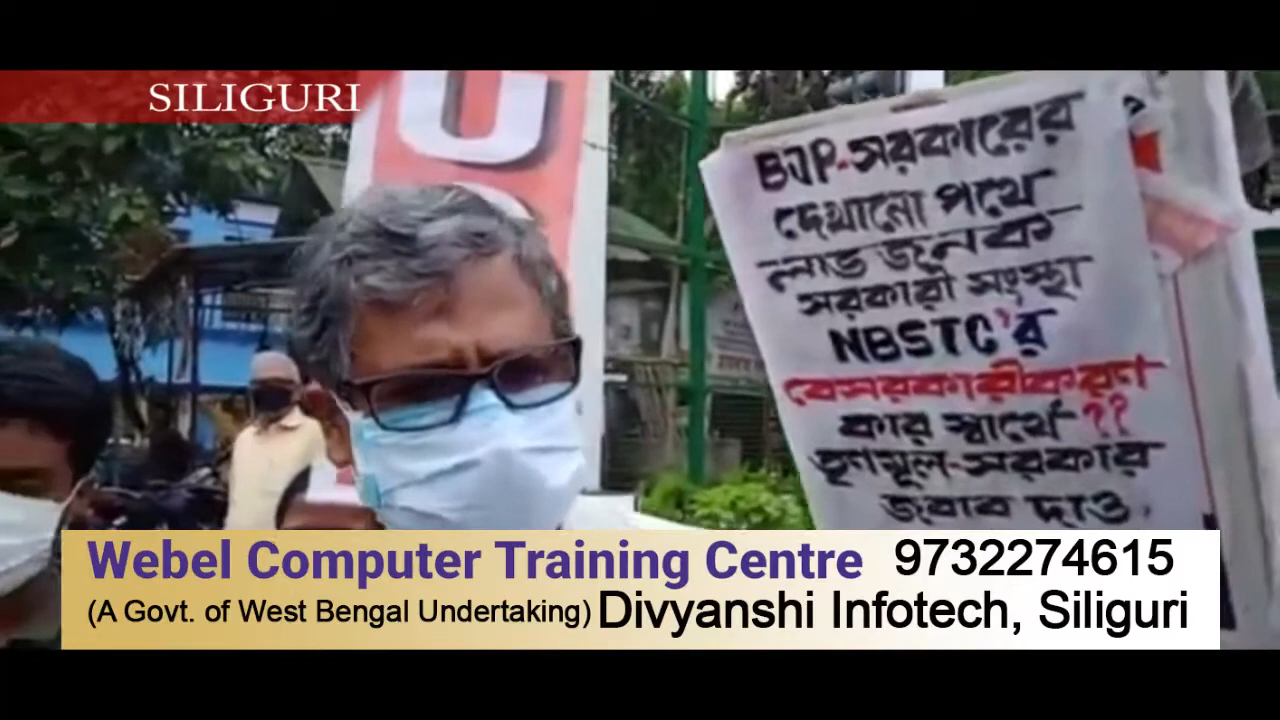 SILIGURI
U
BJP-সরকারের
দেখানো পথে
লাভ জনক
সরকারী সংস্থা
NBSTC'র
বেসরকারীকরণ
কার স্বার্থে ??
তৃণমূল-সরকার
জবাব দাও.
Webel Computer Training Centre 9732274615
(A Govt. of West Bengal Undertaking) Divyanshi Infotech, Siliguri